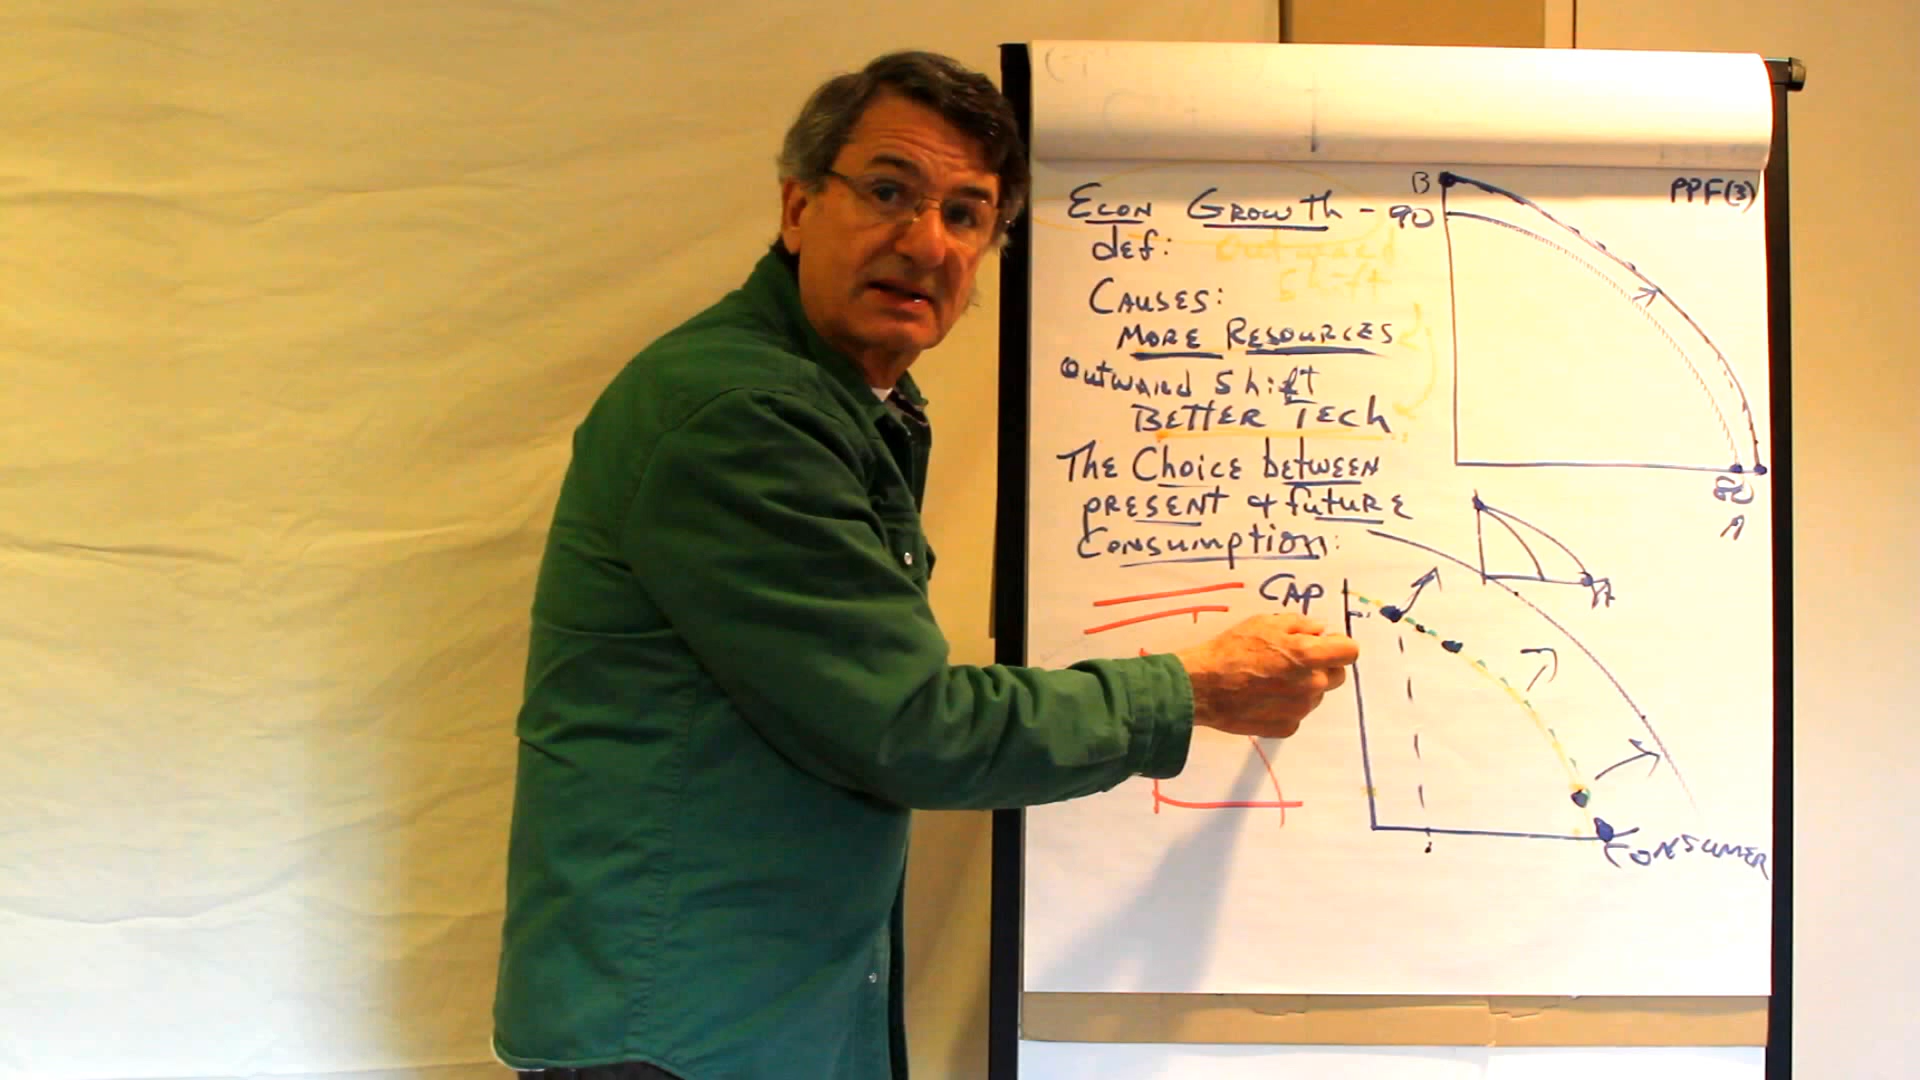 PPF(3)
B
ECON GROWTH - 90
def: Outward
Shift
CAUSES:
MORE RESOURCES
Outward Shift
BETTER TECH
The Choice between
present & future
Consumption:
80
A
A
CAP
CONSUMER